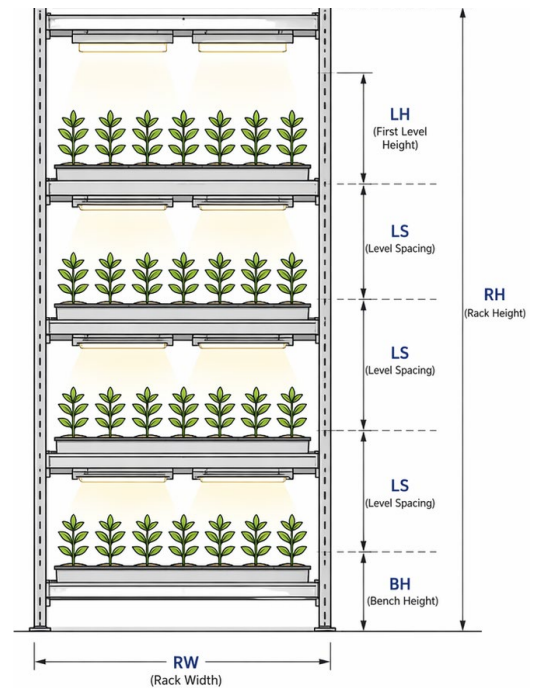 LH
(First Level
Height)
LS
(Level Spacing)
RH
(Rack Height)
LS
(Level Spacing)
LS
(Level Spacing)
BH
(Bench Height)
RW
(Rack Width)